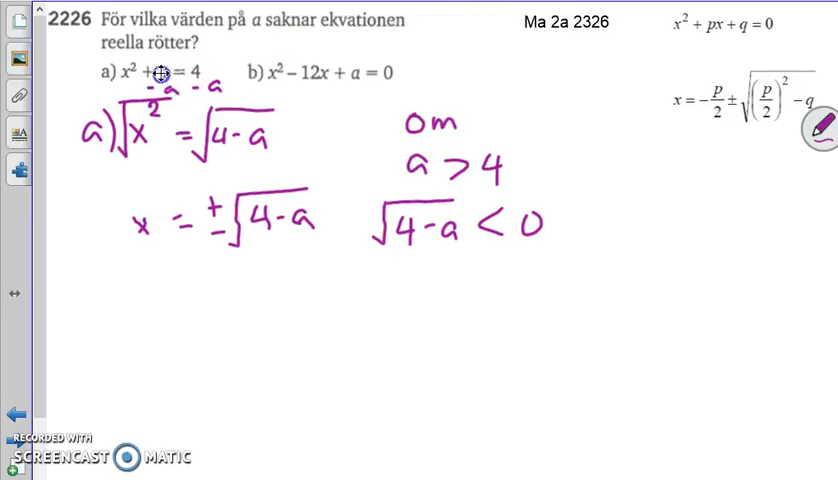 2226 För vilka värden på a saknar ekvationen
reella rötter?
a) x² + = 4 b) x² – 12x + a = 0
Ma 2a 2326
x² + px + q = 0
x = -p/2 ± √((p/2)² - q)
-a -a
a) √x² = √4-a
x = ±√4-a
om
a > 4
√4-a < 0
RECORDED WITH
SCREENCAST MATIC